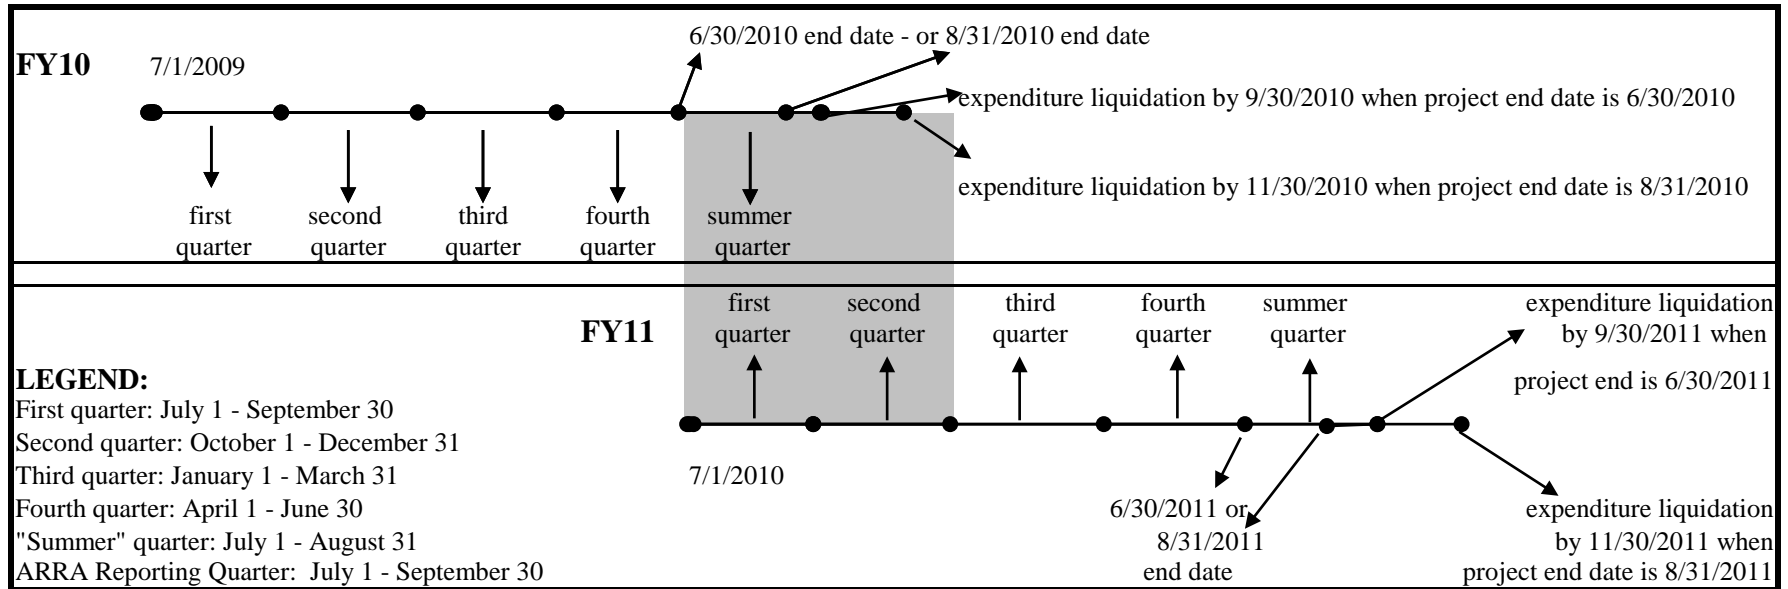 6/30/2010 end date - or 8/31/2010 end date
FY10 7/1/2009
expenditure liquidation by 9/30/2010 when project end date is 6/30/2010
expenditure liquidation by 11/30/2010 when project end date is 8/31/2010
first second third fourth summer
quarter quarter quarter quarter quarter
first second third fourth summer expenditure liquidation
FY11 quarter quarter quarter quarter quarter by 9/30/2011 when
project end is 6/30/2011
LEGEND:
First quarter: July 1 - September 30
Second quarter: October 1 - December 31
Third quarter: January 1 - March 31
Fourth quarter: April 1 - June 30
"Summer" quarter: July 1 - August 31
ARRA Reporting Quarter: July 1 - September 30
7/1/2010
6/30/2011 or
8/31/2011
end date
expenditure liquidation
by 11/30/2011 when
project end date is 8/31/2011